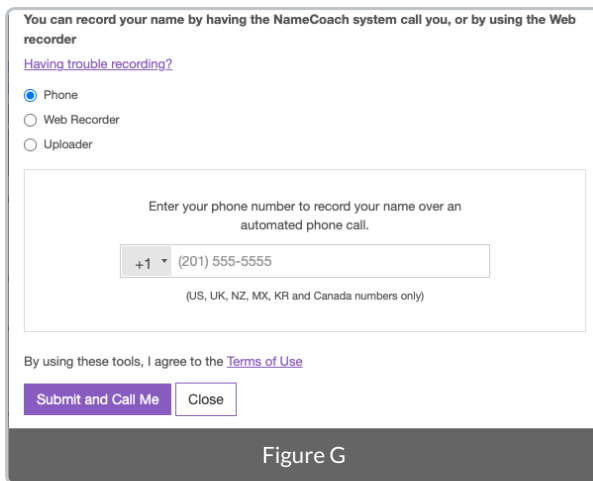 You can record your name by having the NameCoach system call you, or by using the Web
recorder
Having trouble recording?
Phone
Web Recorder
Uploader
Enter your phone number to record your name over an
automated phone call.
+1 (201) 555-5555
(US, UK, NZ, MX, KR and Canada numbers only)
By using these tools, I agree to the Terms of Use
Submit and Call Me Close
Figure G